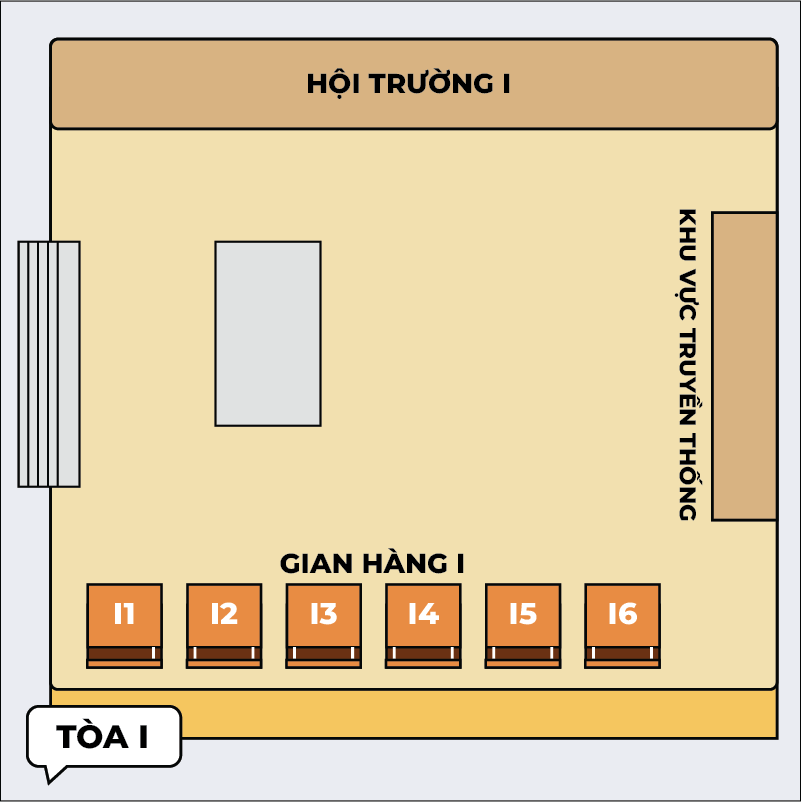 HỘI TRƯỜNG I
KHU VỰC TRUYỀN THỐNG
GIAN HÀNG I
I1 I2 I3 I4 I5 I6
TÒA I